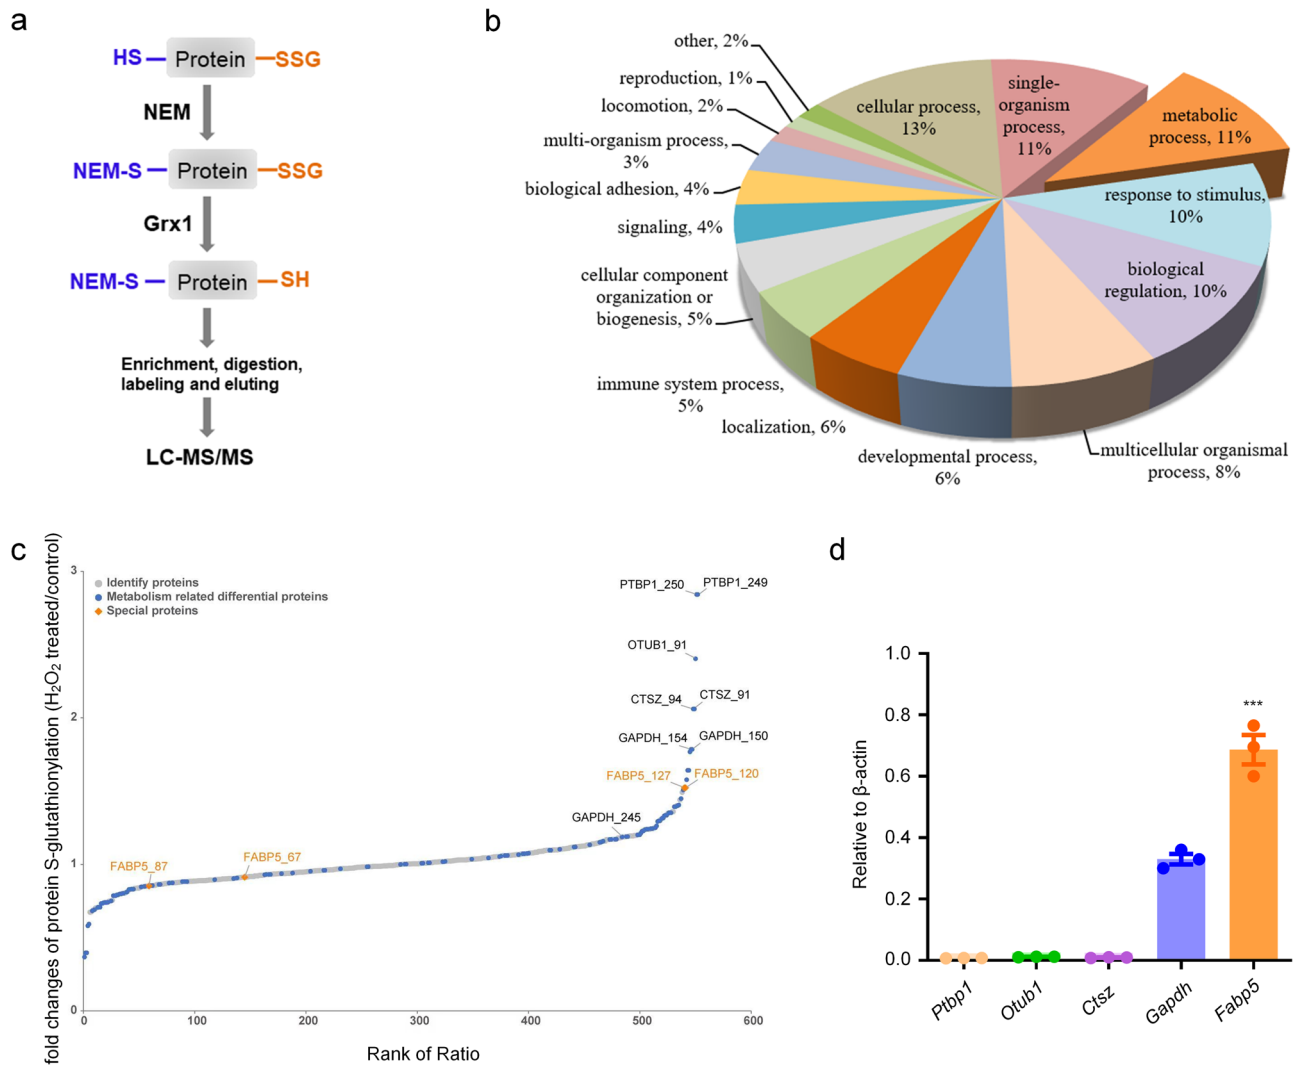 a
HS Protein SSG
NEM
NEM-S Protein SSG
Grx1
NEM-S Protein SH
Enrichment, digestion,
labeling and eluting
LC-MS/MS
b
other, 2%
reproduction, 1%
locomotion, 2%
multi-organism process,
3%
biological adhesion, 4%
signaling, 4%
cellular component
organization or
biogenesis, 5%
immune system process,
5%
localization, 6%
developmental process,
6%
multicellular organismal
process, 8%
biological
regulation, 10%
response to stimulus,
10%
metabolic
process, 11%
single-
organism
process,
11%
cellular process,
13%
c
fold changes of protein S-glutathionylation (H₂O₂ treated/control)
3
2
1
0
Identify proteins
Metabolism related differential proteins
Special proteins
PTBP1_250 PTBP1_249
OTUB1_91
CTSZ_94 CTSZ_91
GAPDH_154 GAPDH_150
FABP5_127 FABP5_120
GAPDH_245
FABP5_87
FABP5_67
0 100 200 300 400 500 600
Rank of Ratio
d
Relative to β-actin
1.0
0.8
0.6
0.4
0.2
0.0
***
Ptbp1 Otub1 Ctsz Gapdh Fabp5